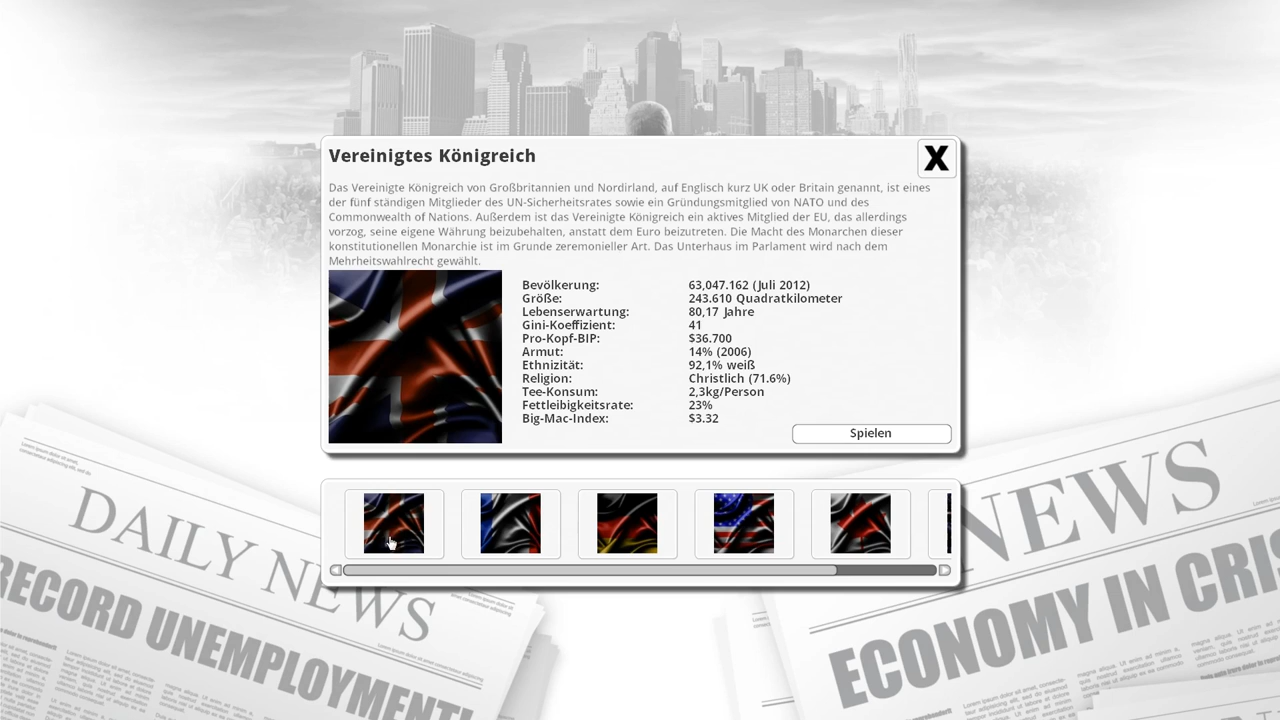 Vereinigtes Königreich
X
Das Vereinigte Königreich von Großbritannien und Nordirland, auf Englisch kurz UK oder Britain genannt, ist eines
der fünf ständigen Mitglieder des UN-Sicherheitsrates sowie ein Gründungsmitglied von NATO und des
Commonwealth of Nations. Außerdem ist das Vereinigte Königreich ein aktives Mitglied der EU, das allerdings
vorzog, seine eigene Währung beizubehalten, anstatt dem Euro beizutreten. Die Macht des Monarchen dieser
konstitutionellen Monarchie ist im Grunde zeremonieller Art. Das Unterhaus im Parlament wird nach dem
Mehrheitswahlrecht gewählt.
Bevölkerung: 63,047.162 (Juli 2012)
Größe: 243.610 Quadratkilometer
Lebenserwartung: 80,17 Jahre
Gini-Koeffizient: 41
Pro-Kopf-BIP: $36.700
Armut: 14% (2006)
Ethnizität: 92,1% weiß
Religion: Christlich (71.6%)
Tee-Konsum: 2,3kg/Person
Fettleibigkeitsrate: 23%
Big-Mac-Index: $3.32
Spielen
DAILY NEWS
RECORD UNEMPLOYMENT!
NEWS
ECONOMY IN CRIS